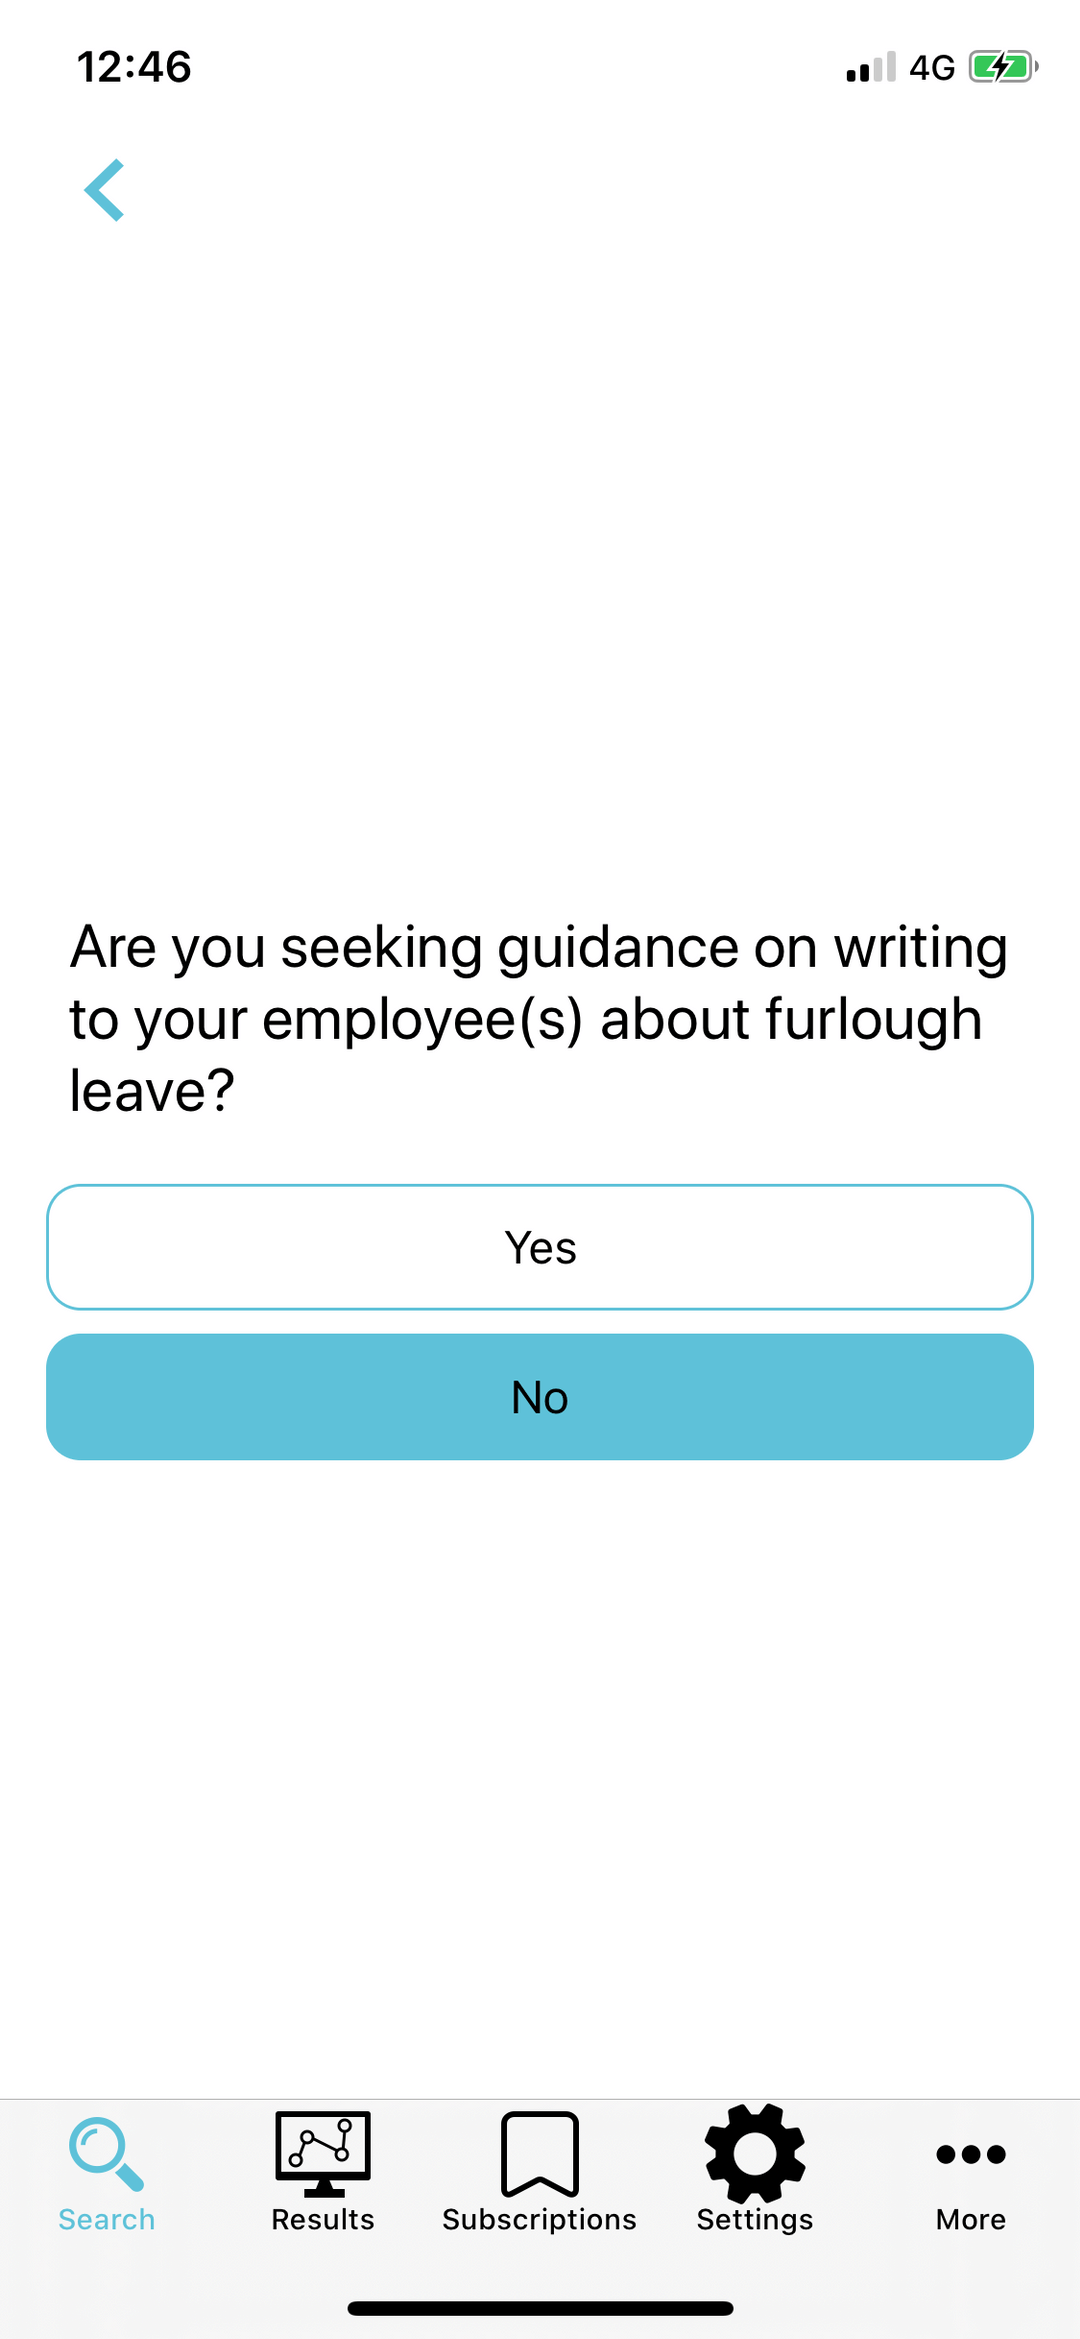 12:46
4G
Are you seeking guidance on writing
to your employee(s) about furlough
leave?
Yes
No
Search
Results
Subscriptions
Settings
More